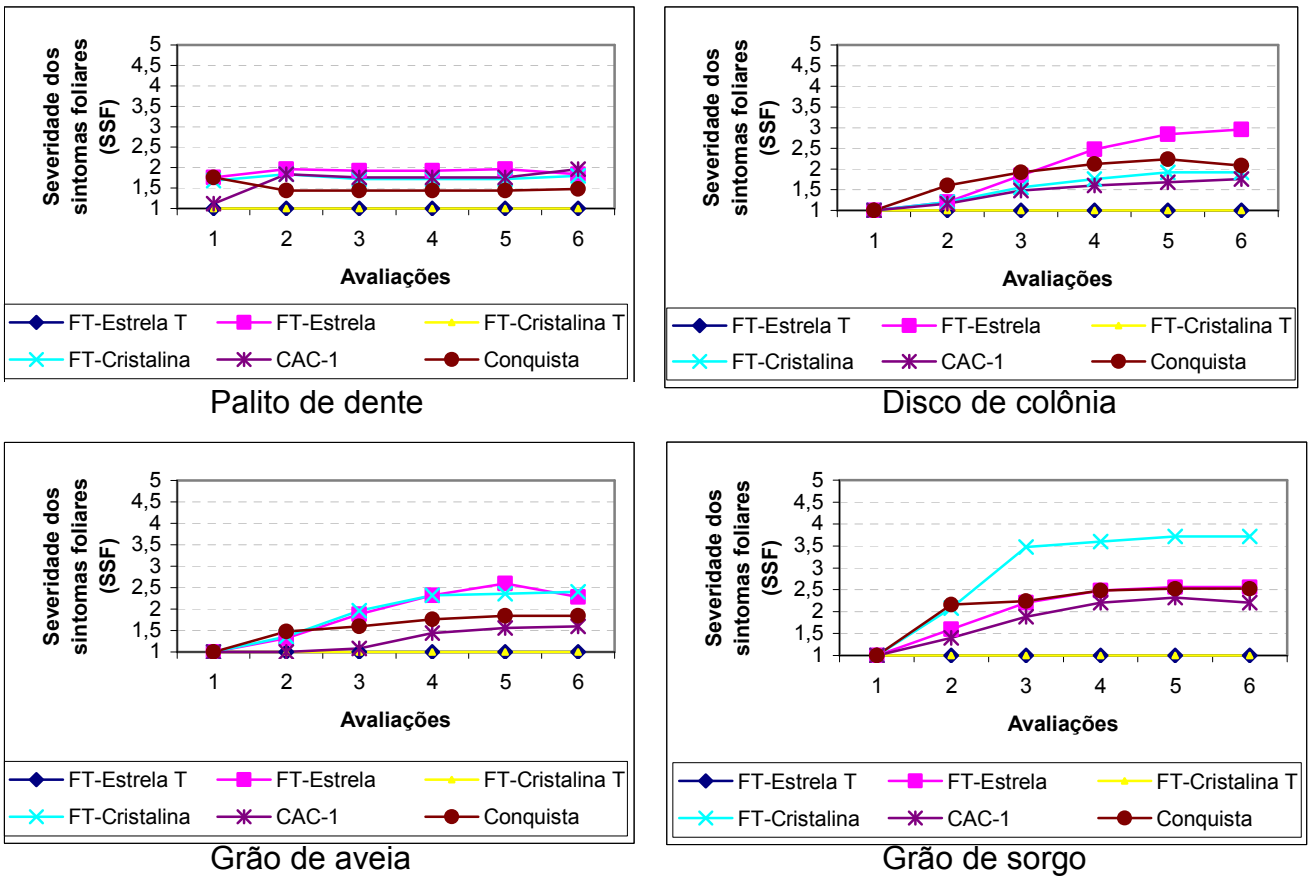 Severidade dos
sintomas foliares
(SSF)
5
4,5
4
3,5
3
2,5
2
1,5
1
1 2 3 4 5 6
Avaliações
FT-Estrela T FT-Estrela FT-Cristalina T
FT-Cristalina CAC-1 Conquista
Palito de dente
Severidade dos
sintomas foliares
(SSF)
5
4,5
4
3,5
3
2,5
2
1,5
1
1 2 3 4 5 6
Avaliações
FT-Estrela T FT-Estrela FT-Cristalina T
FT-Cristalina CAC-1 Conquista
Disco de colônia
Severidade dos
sintomas foliares
(SSF)
5
4,5
4
3,5
3
2,5
2
1,5
1
1 2 3 4 5 6
Avaliações
FT-Estrela T FT-Estrela FT-Cristalina T
FT-Cristalina CAC-1 Conquista
Grão de aveia
Severidade dos
sintomas foliares
(SSF)
5
4,5
4
3,5
3
2,5
2
1,5
1
1 2 3 4 5 6
Avaliações
FT-Estrela T FT-Estrela FT-Cristalina T
FT-Cristalina CAC-1 Conquista
Grão de sorgo